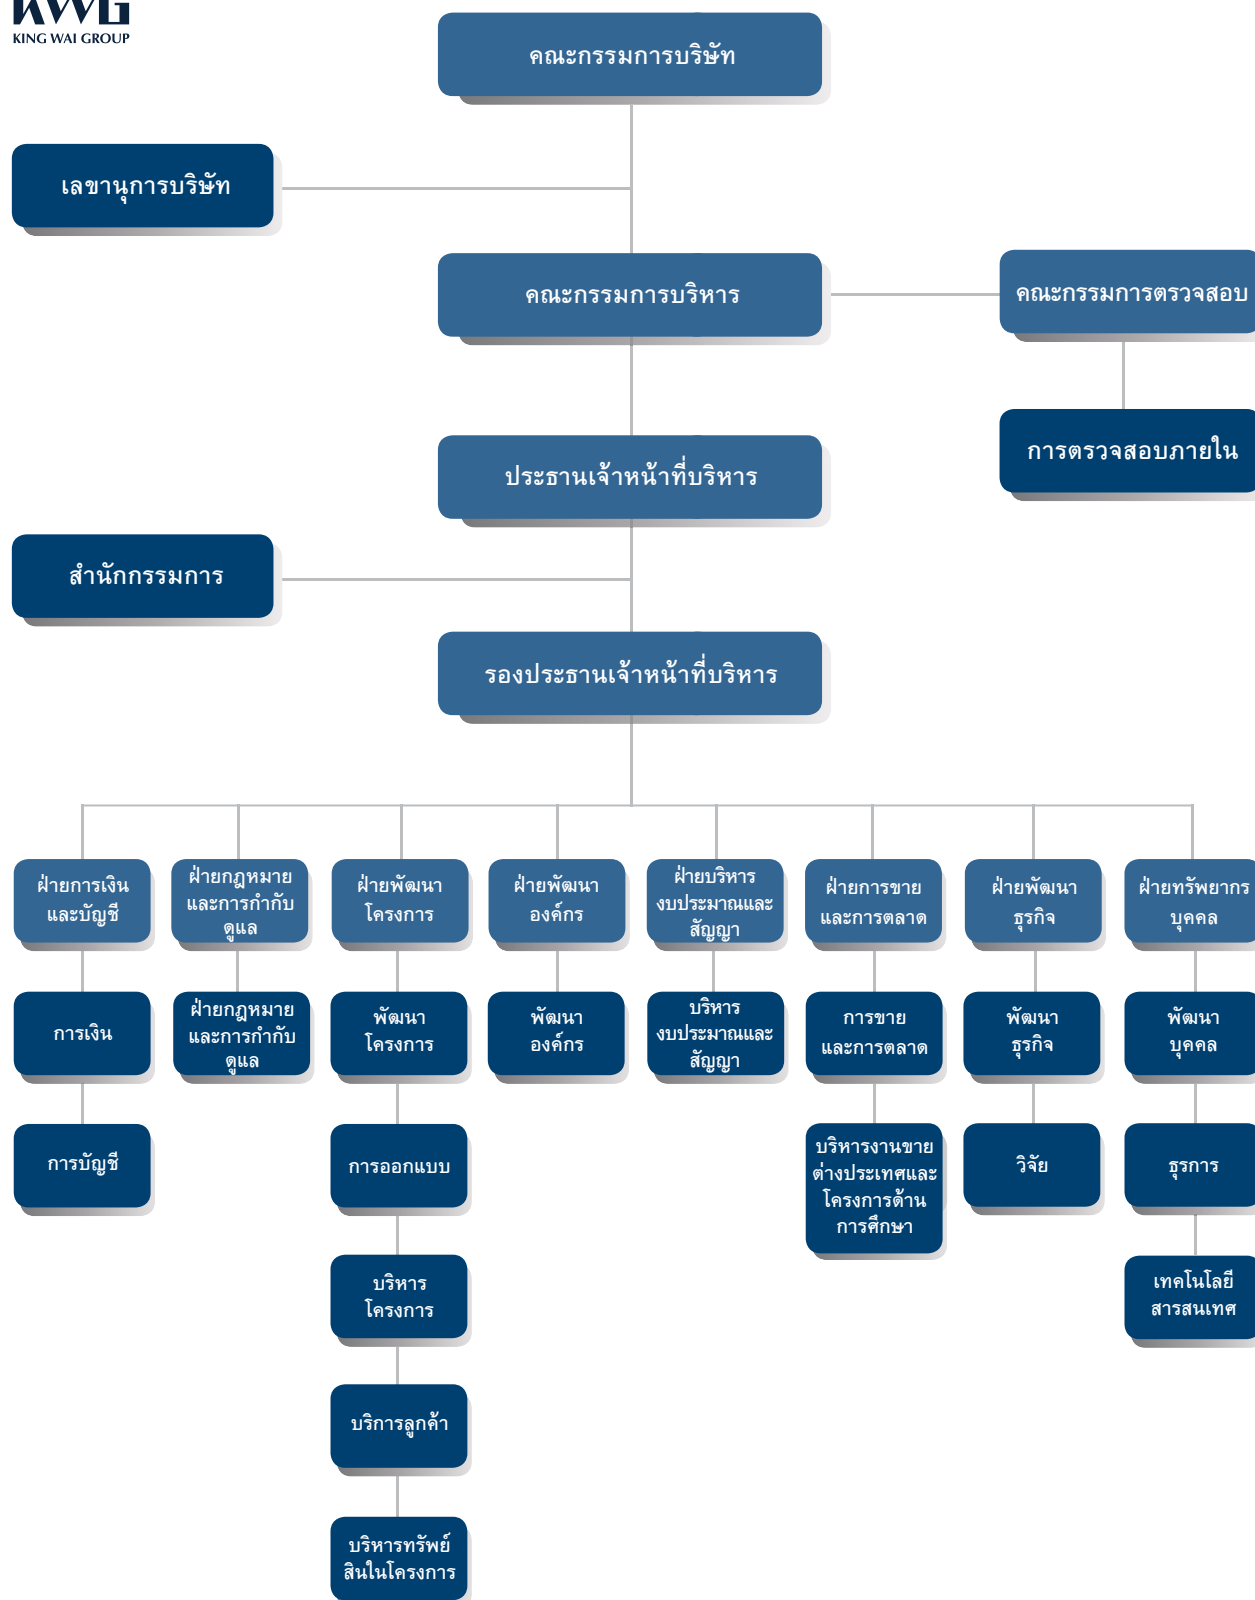 KWG
KING WAI GROUP
คณะกรรมการบริษัท
เลขานุการบริษัท
คณะกรรมการบริหาร
คณะกรรมการตรวจสอบ
การตรวจสอบภายใน
ประธานเจ้าหน้าที่บริหาร
สำนักกรรมการ
รองประธานเจ้าหน้าที่บริหาร
ฝ่ายการเงิน
และบัญชี
ฝ่ายกฎหมาย
และการกำกับ
ดูแล
ฝ่ายพัฒนา
โครงการ
ฝ่ายพัฒนา
องค์กร
ฝ่ายบริหาร
งบประมาณและ
สัญญา
ฝ่ายการขาย
และการตลาด
ฝ่ายพัฒนา
ธุรกิจ
ฝ่ายทรัพยากร
บุคคล
การเงิน
ฝ่ายกฎหมาย
และการกำกับ
ดูแล
พัฒนา
โครงการ
พัฒนา
องค์กร
บริหาร
งบประมาณและ
สัญญา
การขาย
และการตลาด
พัฒนา
ธุรกิจ
พัฒนา
บุคคล
การบัญชี
การออกแบบ
บริหารงานขาย
ต่างประเทศและ
โครงการด้าน
การศึกษา
วิจัย
ธุรการ
บริหาร
โครงการ
เทคโนโลยี
สารสนเทศ
บริการลูกค้า
บริหารทรัพย์
สินในโครงการ